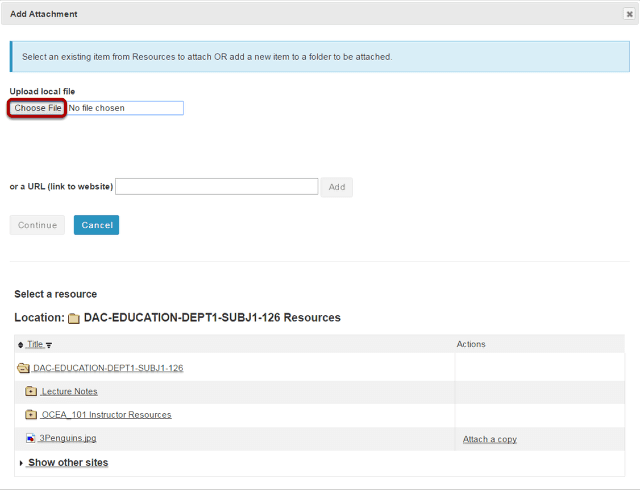 Add Attachment
Select an existing item from Resources to attach OR add a new item to a folder to be attached.
Upload local file
Choose File No file chosen
or a URL (link to website) Add
Continue Cancel
Select a resource
Location: DAC-EDUCATION-DEPT1-SUBJ1-126 Resources
Title Actions
DAC-EDUCATION-DEPT1-SUBJ1-126
Lecture Notes
OCEA_101 Instructor Resources
3Penguins.jpg Attach a copy
Show other sites